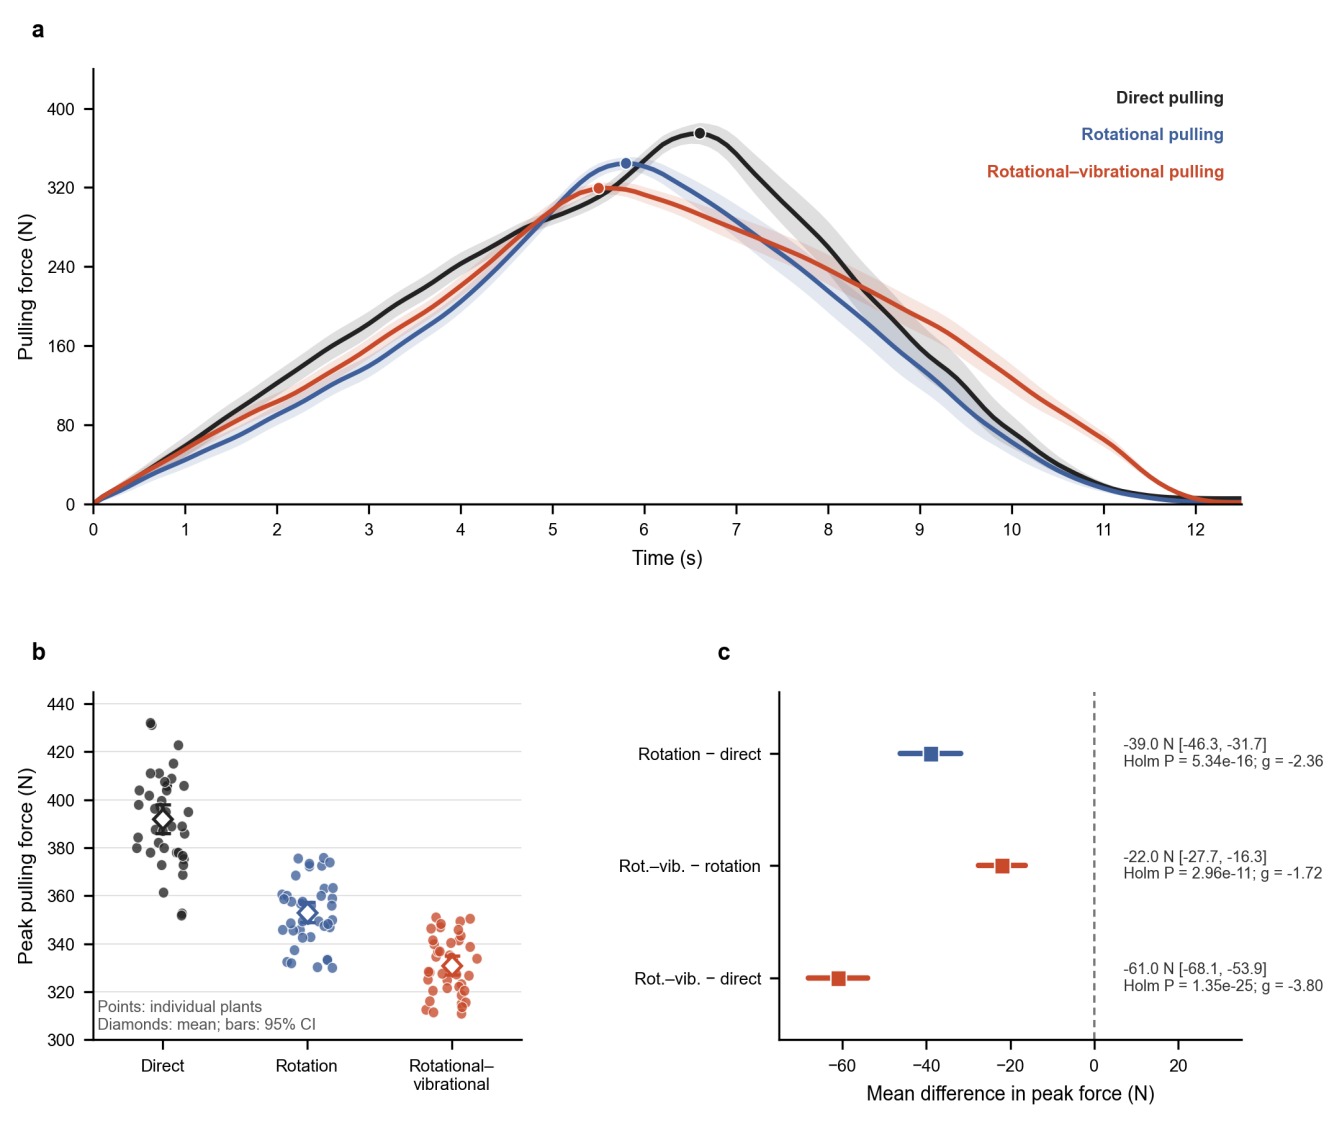 a
Pulling force (N)
400
320
240
160
80
0
Direct pulling
Rotational pulling
Rotational–vibrational pulling
0 1 2 3 4 5 6 7 8 9 10 11 12
Time (s)
b
Peak pulling force (N)
440
420
400
380
360
340
320
300
Points: individual plants
Diamonds: mean; bars: 95% CI
Direct Rotation Rotational–
vibrational
c
Rotation − direct
-39.0 N [-46.3, -31.7]
Holm P = 5.34e-16; g = -2.36
Rot.–vib. − rotation
-22.0 N [-27.7, -16.3]
Holm P = 2.96e-11; g = -1.72
Rot.–vib. − direct
-61.0 N [-68.1, -53.9]
Holm P = 1.35e-25; g = -3.80
−60 −40 −20 0 20
Mean difference in peak force (N)